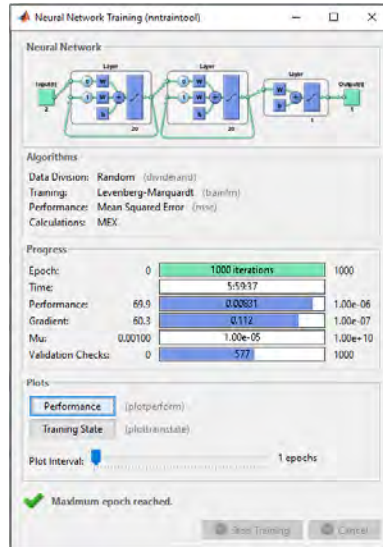 Neural Network Training (nntraintool)
Neural Network
Layer Layer Layer
Input(s) Output(s)
W W W
b b b
2 20 20 1 1
Algorithms
Data Division: Random (dividerand)
Training: Levenberg-Marquardt (trainlm)
Performance: Mean Squared Error (mse)
Calculations: MEX
Progress
Epoch: 0 1000 iterations 1000
Time: 5:59:37
Performance: 69.9 0.00831 1.00e-06
Gradient: 60.3 0.112 1.00e-07
Mu: 0.00100 1.00e-05 1.00e+10
Validation Checks: 0 577 1000
Plots
Performance (plotperform)
Training State (plottrainstate)
Plot Interval: 1 epochs
Maximum epoch reached.
Stop Training Cancel